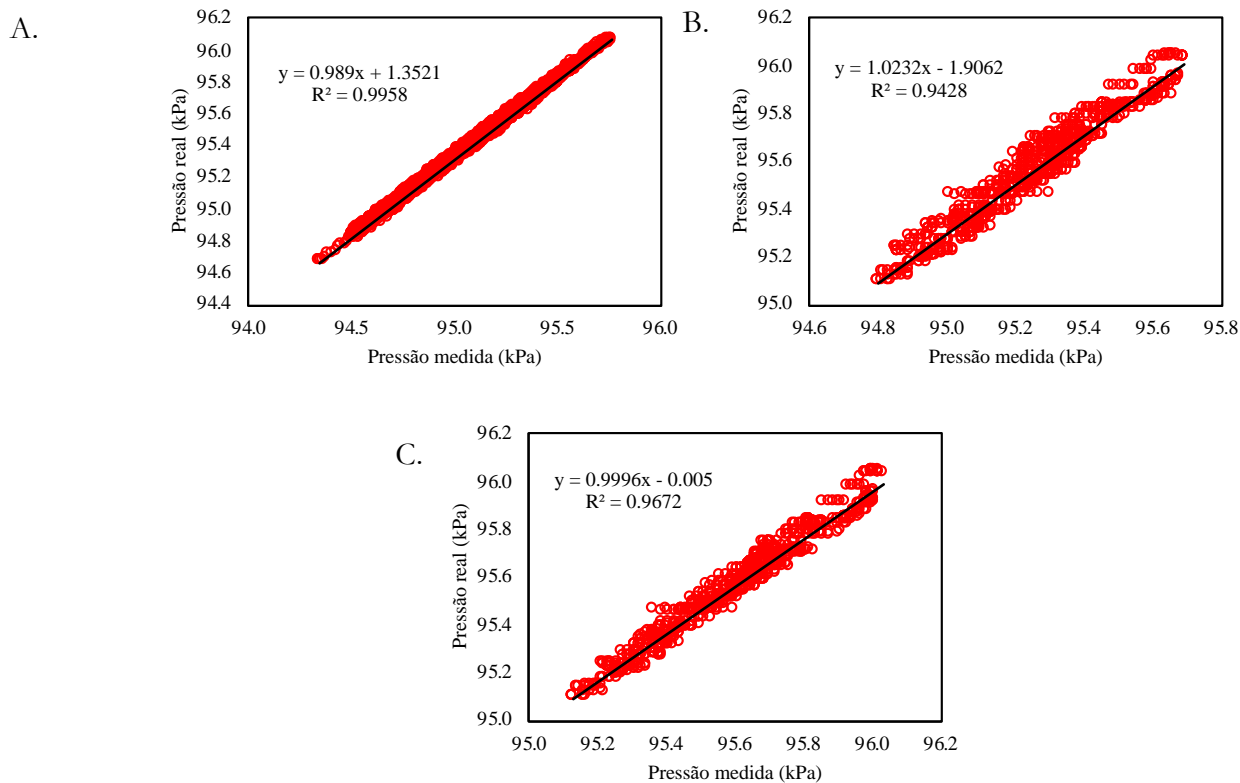 A.
96.2
96.0
95.8
95.6
95.4
95.2
95.0
94.8
94.6
94.4
Pressão real (kPa)
y = 0.989x + 1.3521
R² = 0.9958
94.0 94.5 95.0 95.5 96.0
Pressão medida (kPa)
B.
96.2
96.0
95.8
95.6
95.4
95.2
95.0
Pressão real (kPa)
y = 1.0232x - 1.9062
R² = 0.9428
94.6 94.8 95.0 95.2 95.4 95.6 95.8
Pressão medida (kPa)
C.
96.2
96.0
95.8
95.6
95.4
95.2
95.0
Pressão real (kPa)
y = 0.9996x - 0.005
R² = 0.9672
95.0 95.2 95.4 95.6 95.8 96.0 96.2
Pressão medida (kPa)